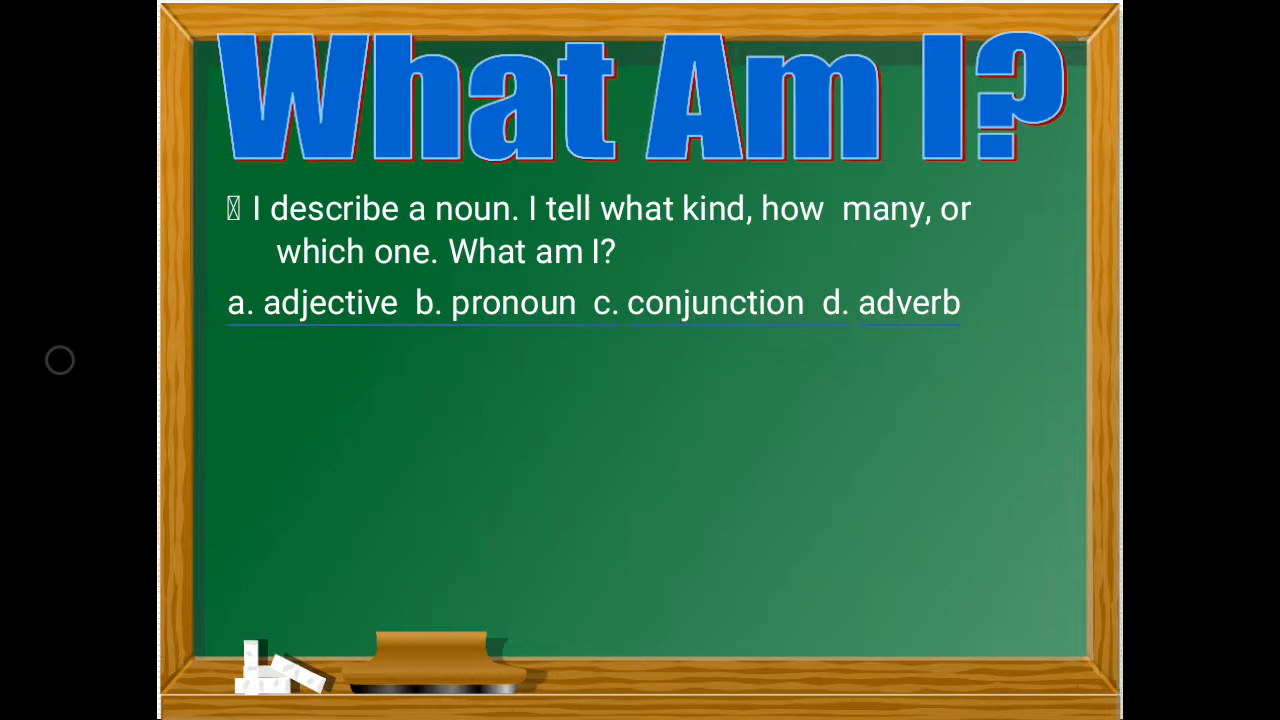 What Am I?
I describe a noun. I tell what kind, how  many, or
which one. What am I?
a. adjective  b. pronoun  c. conjunction  d. adverb